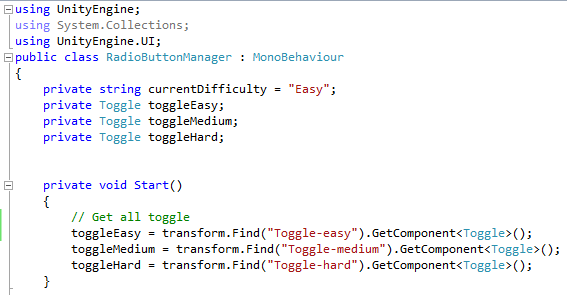 using UnityEngine;
using System.Collections;
using UnityEngine.UI;
public class RadioButtonManager : MonoBehaviour
{
    private string currentDifficulty = "Easy";
    private Toggle toggleEasy;
    private Toggle toggleMedium;
    private Toggle toggleHard;
    private void Start()
    {
        // Get all toggle
        toggleEasy = transform.Find("Toggle-easy").GetComponent<Toggle>();
        toggleMedium = transform.Find("Toggle-medium").GetComponent<Toggle>();
        toggleHard = transform.Find("Toggle-hard").GetComponent<Toggle>();
    }